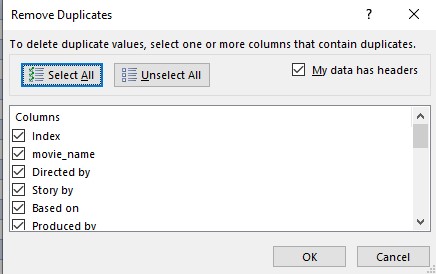 Remove Duplicates
?
To delete duplicate values, select one or more columns that contain duplicates.
Select All
Unselect All
My data has headers
Columns
Index
movie_name
Directed by
Story by
Based on
Produced by
OK
Cancel